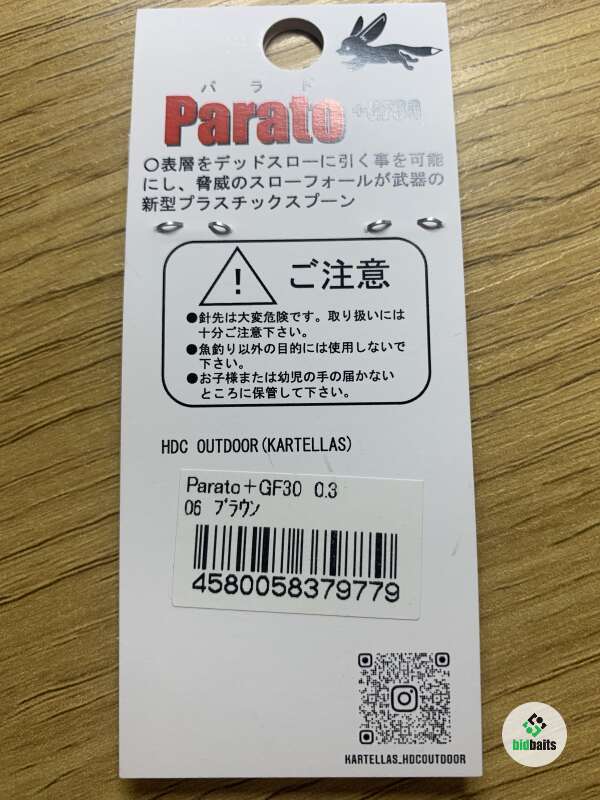 パラド
Parato +GF30
〇表層をデッドスローに引く事を可能
にし、脅威のスローフォールが武器の
新型プラスチックスプーン
!
ご注意
●針先は大変危険です。取り扱いには
十分ご注意下さい。
●魚釣り以外の目的には使用しないで
下さい。
●お子様または幼児の手の届かない
ところに保管して下さい。
HDC OUTDOOR(KARTELLAS)
Parato+GF30 0.3
06 ブラウン
4580058379779
KARTELLAS_HDCOUTDOOR
bidbaits